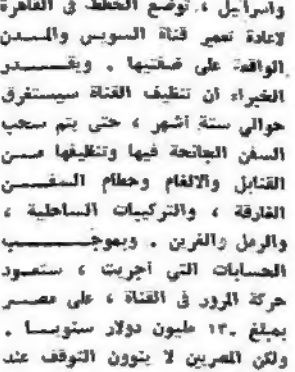 واسرائيل ، توضع الخطط في القاهرة
لاعادة تعمير قناة السويس والمدن
الواقعة على ضفتيها . ويقدر
الخبراء ان تنظيف القناة سيستغرق
حوالي ستة أشهر ، حتى يتم سحب
السفن الجانحة فيها وتنظيفها من
القنابل والالغام وحطام السفن
الغارقة ، والتركيبات الساحلية ،
والرمل والغرين . وبموجب
الحسابات التي أجريت ، ستعود
حركة المرور في القناة ، على مصر
بمبلغ ١٣٠ مليون دولار سنويا .
ولكن المصريين لا ينوون التوقف عند